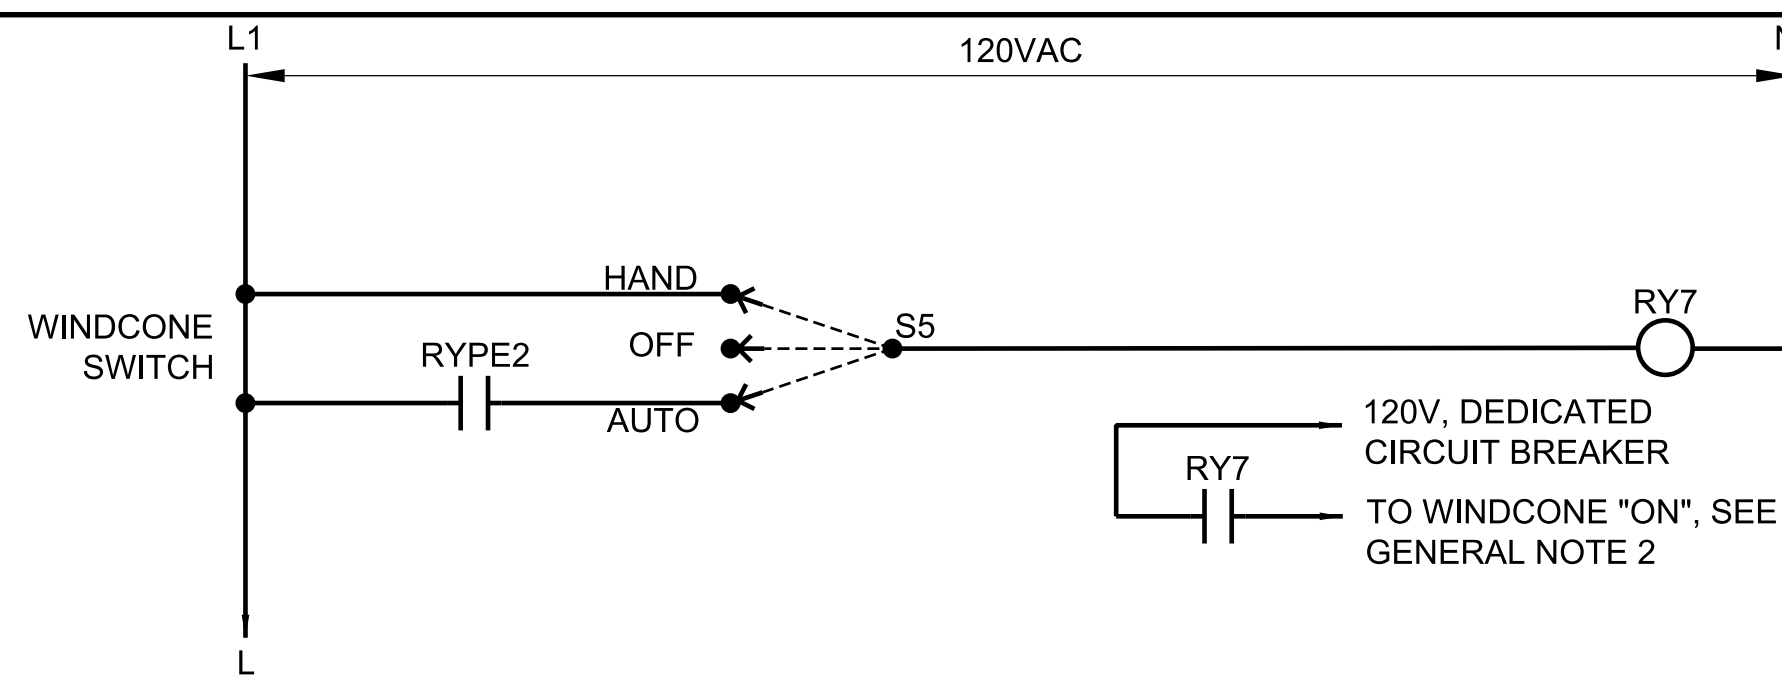 L1
120VAC
HAND
WINDCONE
SWITCH
OFF
S5
RY7
RYPE2
AUTO
120V, DEDICATED
CIRCUIT BREAKER
RY7
TO WINDCONE "ON", SEE
GENERAL NOTE 2
L